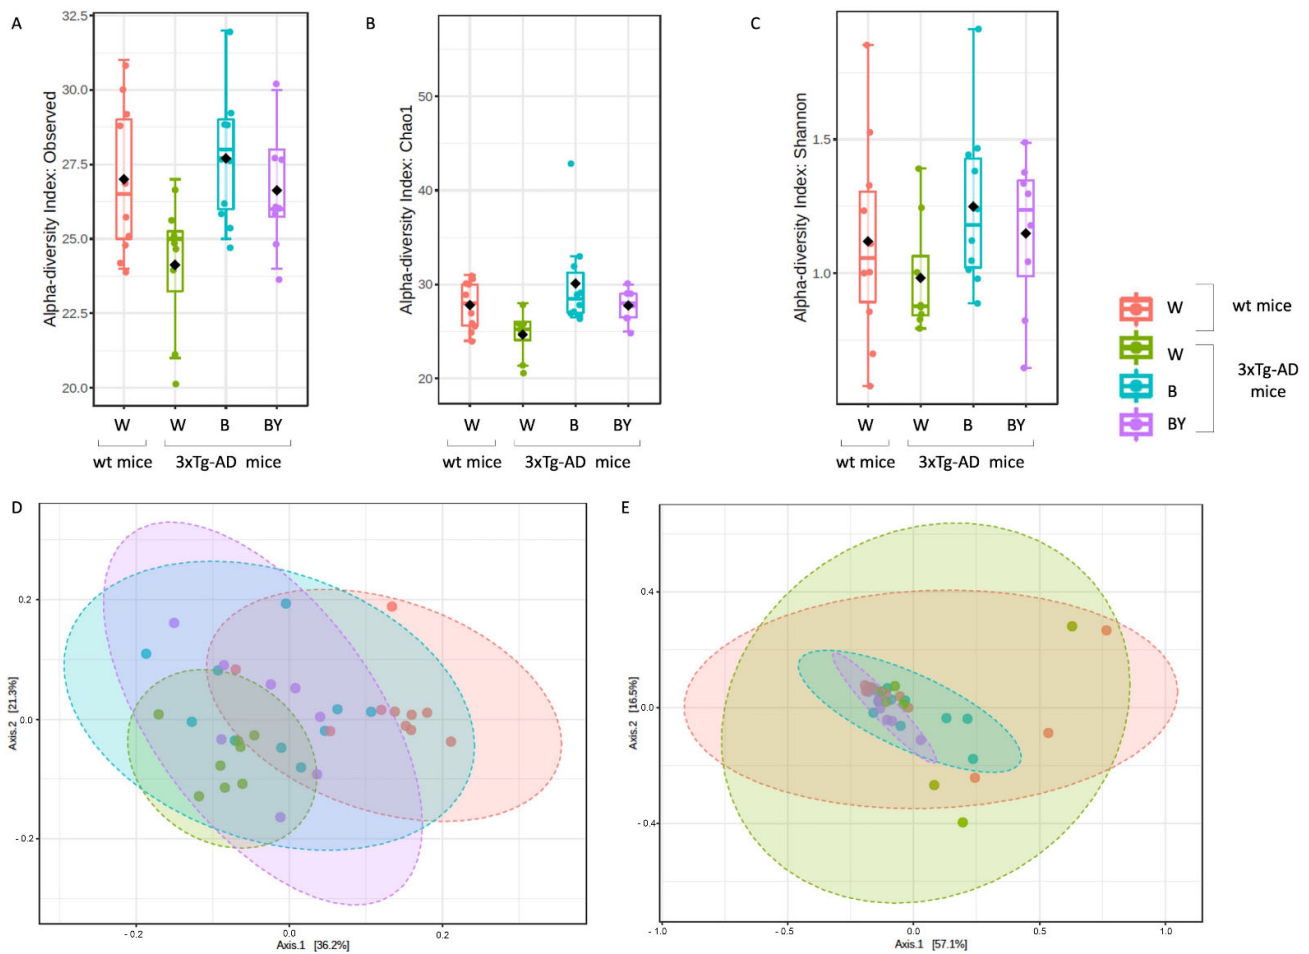 A
Alpha-diversity Index: Observed
32.5
30.0
27.5
25.0
22.5
20.0
W W B BY
wt mice 3xTg-AD mice
B
Alpha-diversity Index: Chao1
50
40
30
20
W W B BY
wt mice 3xTg-AD mice
C
Alpha-diversity Index: Shannon
1.5
1.0
W W B BY
wt mice 3xTg-AD mice
W wt mice
W
B
BY
3xTg-AD
mice
D
Axis.2 [21.3%]
0.2
0.0
- 0.2
- 0.2 0.0 0.2
Axis.1 [36.2%]
E
Axis.2 [16.5%]
0.4
0.0
- 0.4
- 1.0 - 0.5 0.0 0.5 1.0
Axis.1 [57.1%]